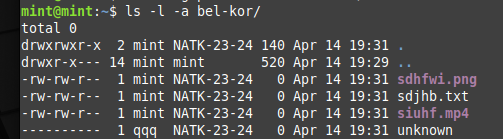 mint@mint:~$ ls -l -a bel-kor/
total 0
drwxrwxr-x  2 mint NATK-23-24 140 Apr 14 19:31 .
drwxr-x--- 14 mint mint       520 Apr 14 19:29 ..
-rw-rw-r--  1 mint NATK-23-24   0 Apr 14 19:31 sdhfwi.png
-rw-rw-r--  1 mint NATK-23-24   0 Apr 14 19:31 sdjhb.txt
-rw-rw-r--  1 mint NATK-23-24   0 Apr 14 19:31 siuhf.mp4
----------  1 qqq  NATK-23-24   0 Apr 14 19:31 unknown